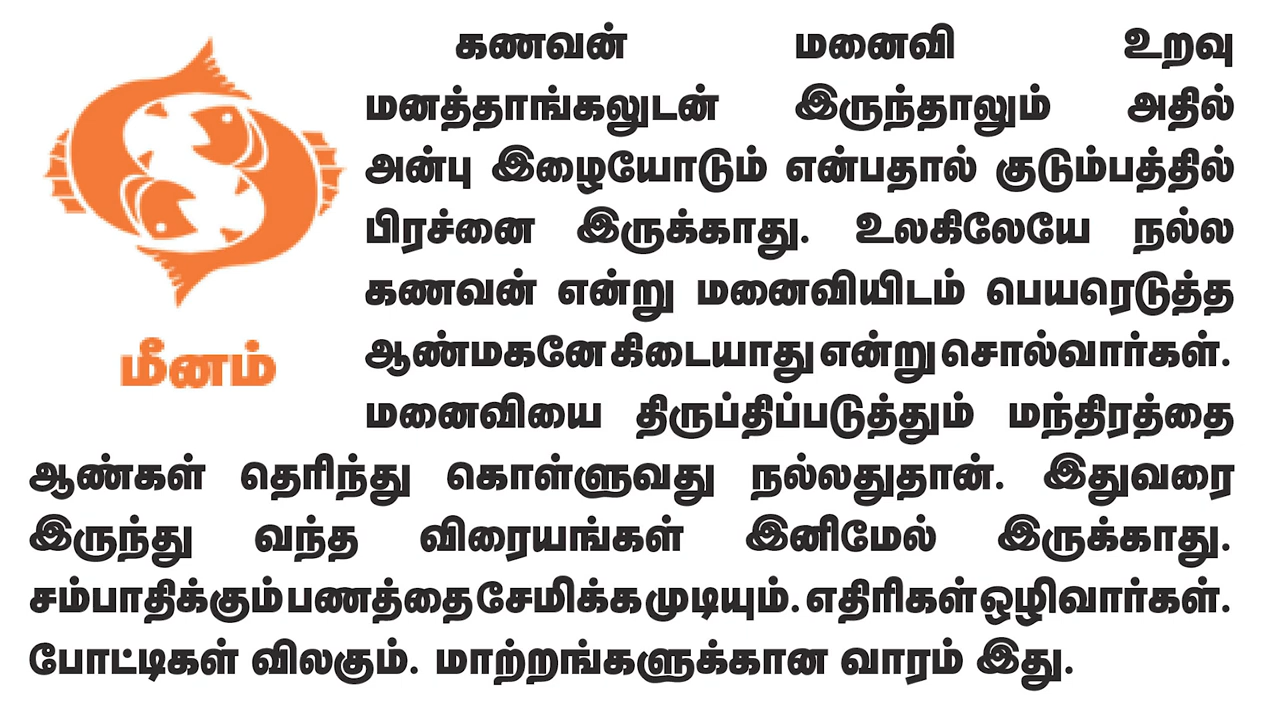 கணவன் மனைவி உறவு
மனத்தாங்கலுடன் இருந்தாலும் அதில்
அன்பு இழையோடும் என்பதால் குடும்பத்தில்
பிரச்னை இருக்காது. உலகிலேயே நல்ல
கணவன் என்று மனைவியிடம் பெயரெடுத்த
ஆண்மகனே கிடையாது என்று சொல்வார்கள்.
மனைவியை திருப்திப்படுத்தும் மந்திரத்தை
ஆண்கள் தெரிந்து கொள்ளுவது நல்லதுதான். இதுவரை
இருந்து வந்த விரையங்கள் இனிமேல் இருக்காது.
சம்பாதிக்கும் பணத்தை சேமிக்க முடியும். எதிரிகள் ஒழிவார்கள்.
போட்டிகள் விலகும். மாற்றங்களுக்கான வாரம் இது.
மீனம்